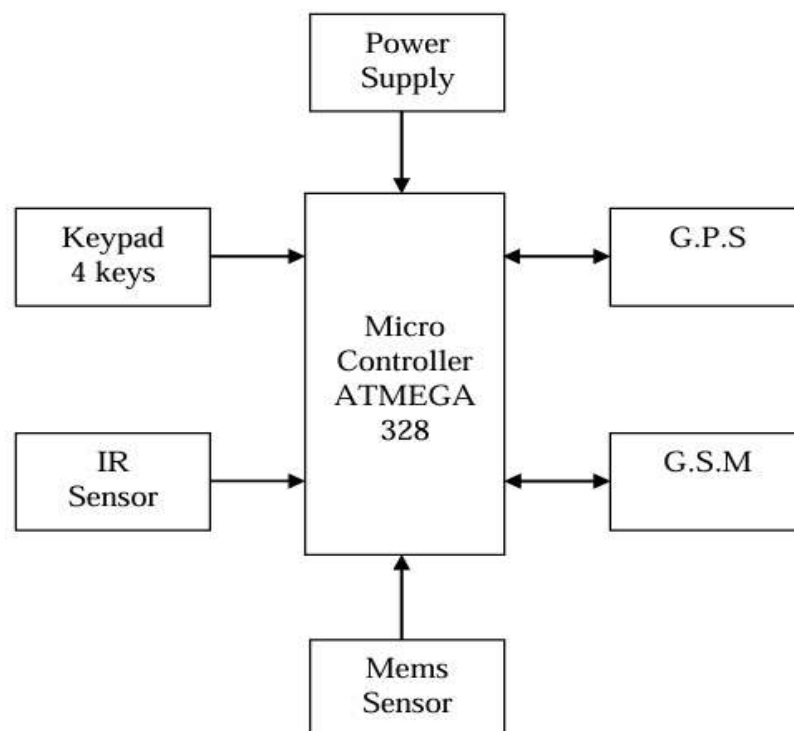 Power
Supply
Keypad
4 keys
G.P.S
Micro
Controller
ATMEGA
328
IR
Sensor
G.S.M
Mems
Sensor